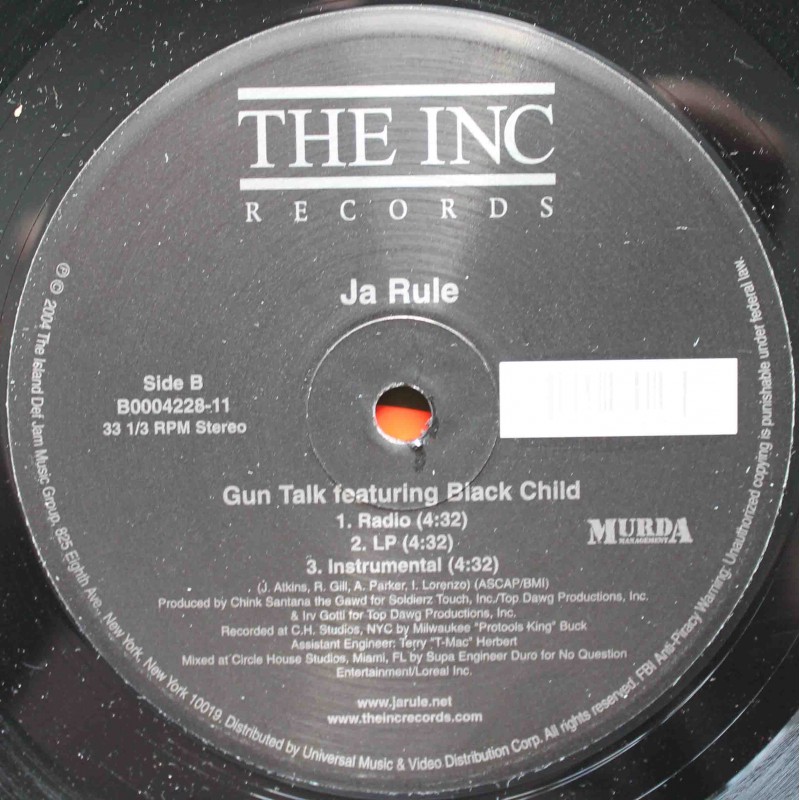 THE INC
RECORDS
Ja Rule
Side B
B0004228-11
33 1/3 RPM Stereo
Gun Talk featuring Black Child
1. Radio (4:32)
2. LP (4:32)
3. Instrumental (4:32)
MURDA
MANAGEMENT
(J. Atkins, R. Gill, A. Parker, I. Lorenzo) (ASCAP/BMI)
Produced by Chink Santana the Gawd for Soldierz Touch, Inc./Top Dawg Productions, Inc.
& Irv Gotti for Top Dawg Productions, Inc.
Recorded at C.H. Studios, NYC by Milwaukee "Protools King" Buck
Assistant Engineer: Terry "T-Mac" Herbert
Mixed at Circle House Studios, Miami, FL by Supa Engineer Duro for No Question
Entertainment/Loreal Inc.
www.jarule.net
www.theincrecords.com
℗ © 2004 The Island Def Jam Music Group, 825 Eighth Ave., New York, New York 10019. Distributed by Universal Music & Video Distribution Corp. All rights reserved. FBI Anti-Piracy Warning: Unauthorized copying is punishable under federal law.